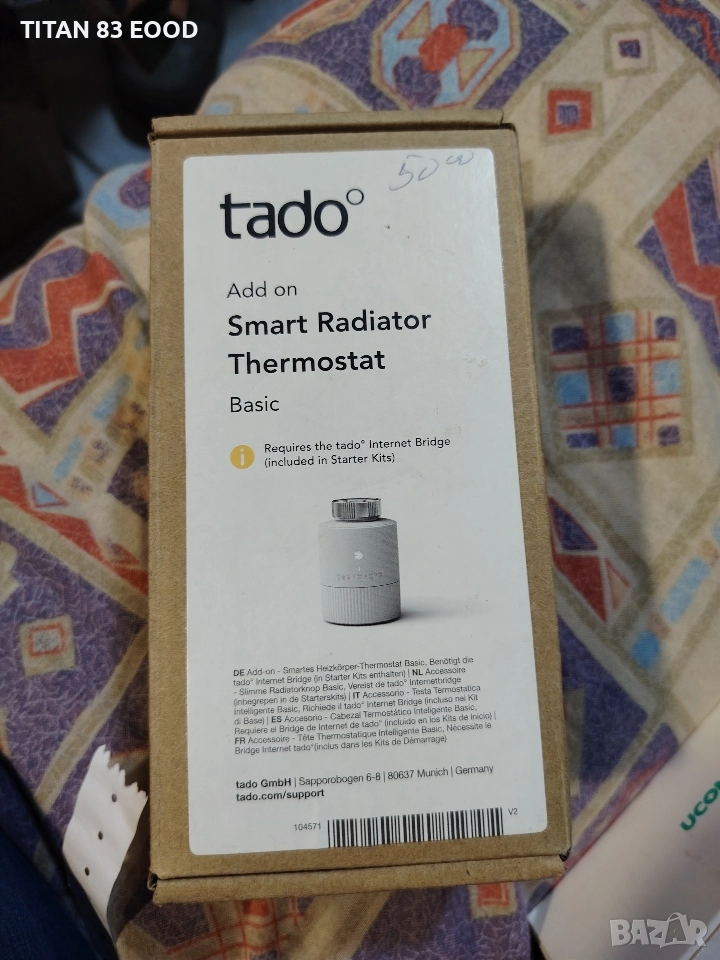 TITAN 83 EOOD
50 00
tado°
Add on
Smart Radiator
Thermostat
Basic
i
Requires the tado° Internet Bridge
(included in Starter Kits)
DE Add-on - Smartes Heizkörper-Thermostat Basic, Benötigt die
tado° Internet Bridge (in Starter Kits enthalten) | NL Accessoire
- Slimme Radiatorknop Basic, Vereist de tado° Internetbridge
(inbegrepen in de Starterskits) | IT Accessorio - Testa Termostatica
Intelligente Basic, Richiede il tado° Internet Bridge (incluso nei Kit
di Base) | ES Accesorio - Cabezal Termostático Inteligente Basic,
Requiere el Bridge de Internet de tado° (incluido en los Kits de Inicio) |
FR Accessoire - Tête Thermostatique Intelligente Basic, Nécessite le
Bridge Internet tado°(inclus dans les Kits de Démarrage)
tado GmbH | Sapporobogen 6-8 | 80637 Munich | Germany
tado.com/support
104571
V2
BAZAR